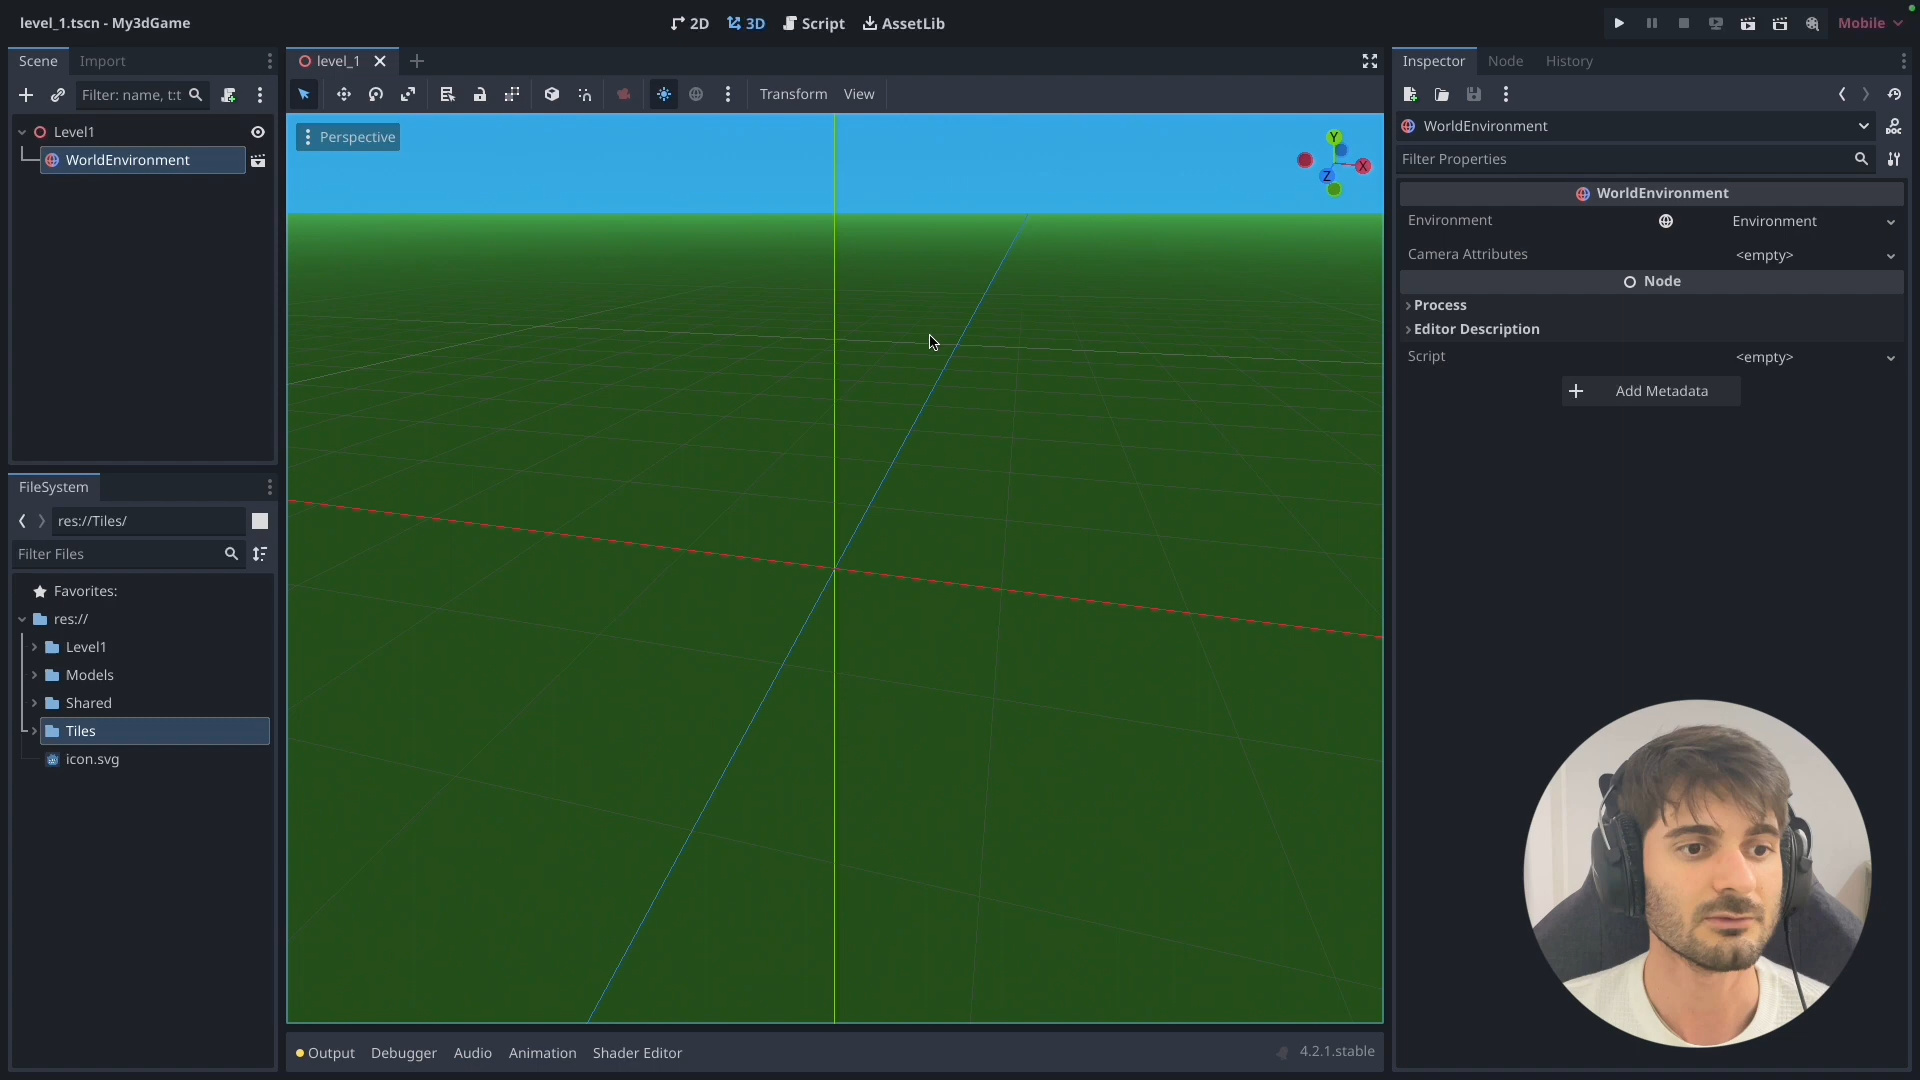 level_1.tscn - My3dGame
2D
3D
Script
AssetLib
Mobile
Scene
Import
Filter: name, t:t
Level1
WorldEnvironment
FileSystem
res://Tiles/
Filter Files
Favorites:
res://
Level1
Models
Shared
Tiles
icon.svg
level_1
Transform
View
Perspective
Y
X
Z
Output
Debugger
Audio
Animation
Shader Editor
4.2.1.stable
Inspector
Node
History
WorldEnvironment
DOC
Filter Properties
WorldEnvironment
Environment
Environment
Camera Attributes
<empty>
Node
Process
Editor Description
Script
<empty>
Add Metadata